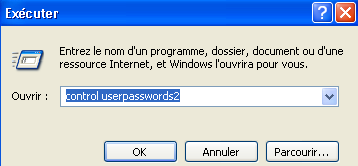 Exécuter
Entrez le nom d'un programme, dossier, document ou d'une
ressource Internet, et Windows l'ouvrira pour vous.
Ouvrir : control userpasswords2
OK Annuler Parcourir...